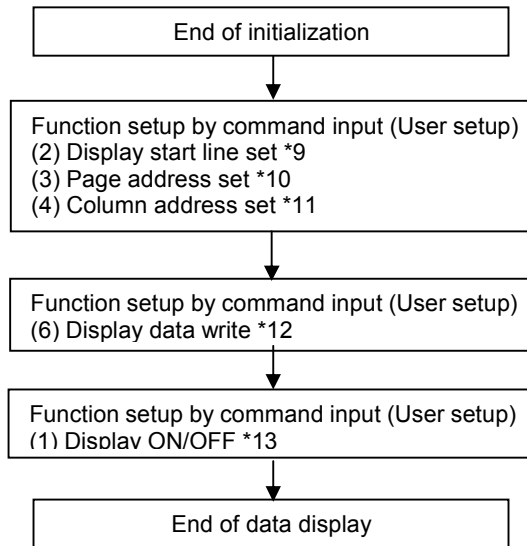 End of initialization
Function setup by command input (User setup)
(2) Display start line set *9
(3) Page address set *10
(4) Column address set *11
Function setup by command input (User setup)
(6) Display data write *12
Function setup by command input (User setup)
(1) Display ON/OFF *13
End of data display